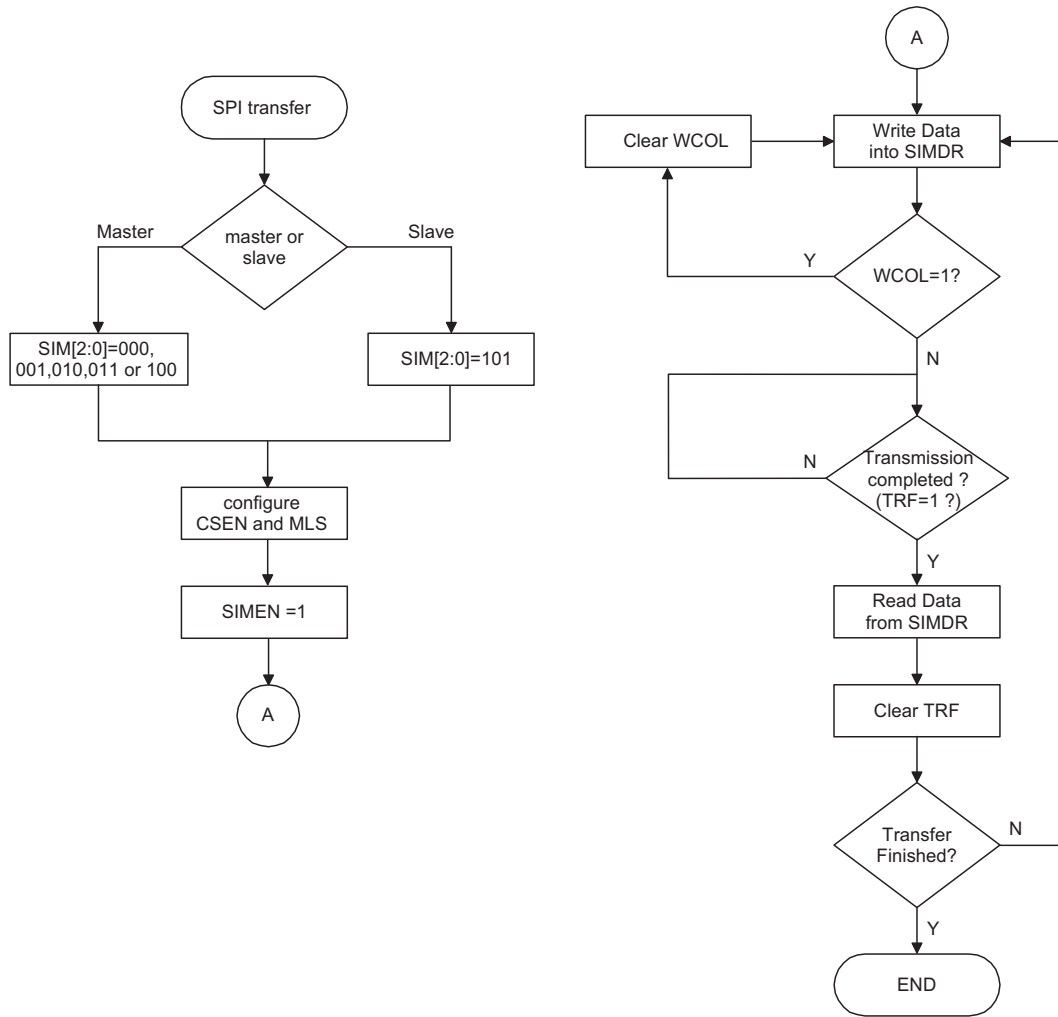 SPI transfer
Master
Slave
master or
slave
SIM[2:0]=000,
001,010,011 or 100
SIM[2:0]=101
configure
CSEN and MLS
SIMEN =1
A
A
Clear WCOL
Write Data
into SIMDR
Y
WCOL=1?
N
N
Transmission
completed ?
(TRF=1 ?)
Y
Read Data
from SIMDR
Clear TRF
Transfer
Finished?
N
Y
END